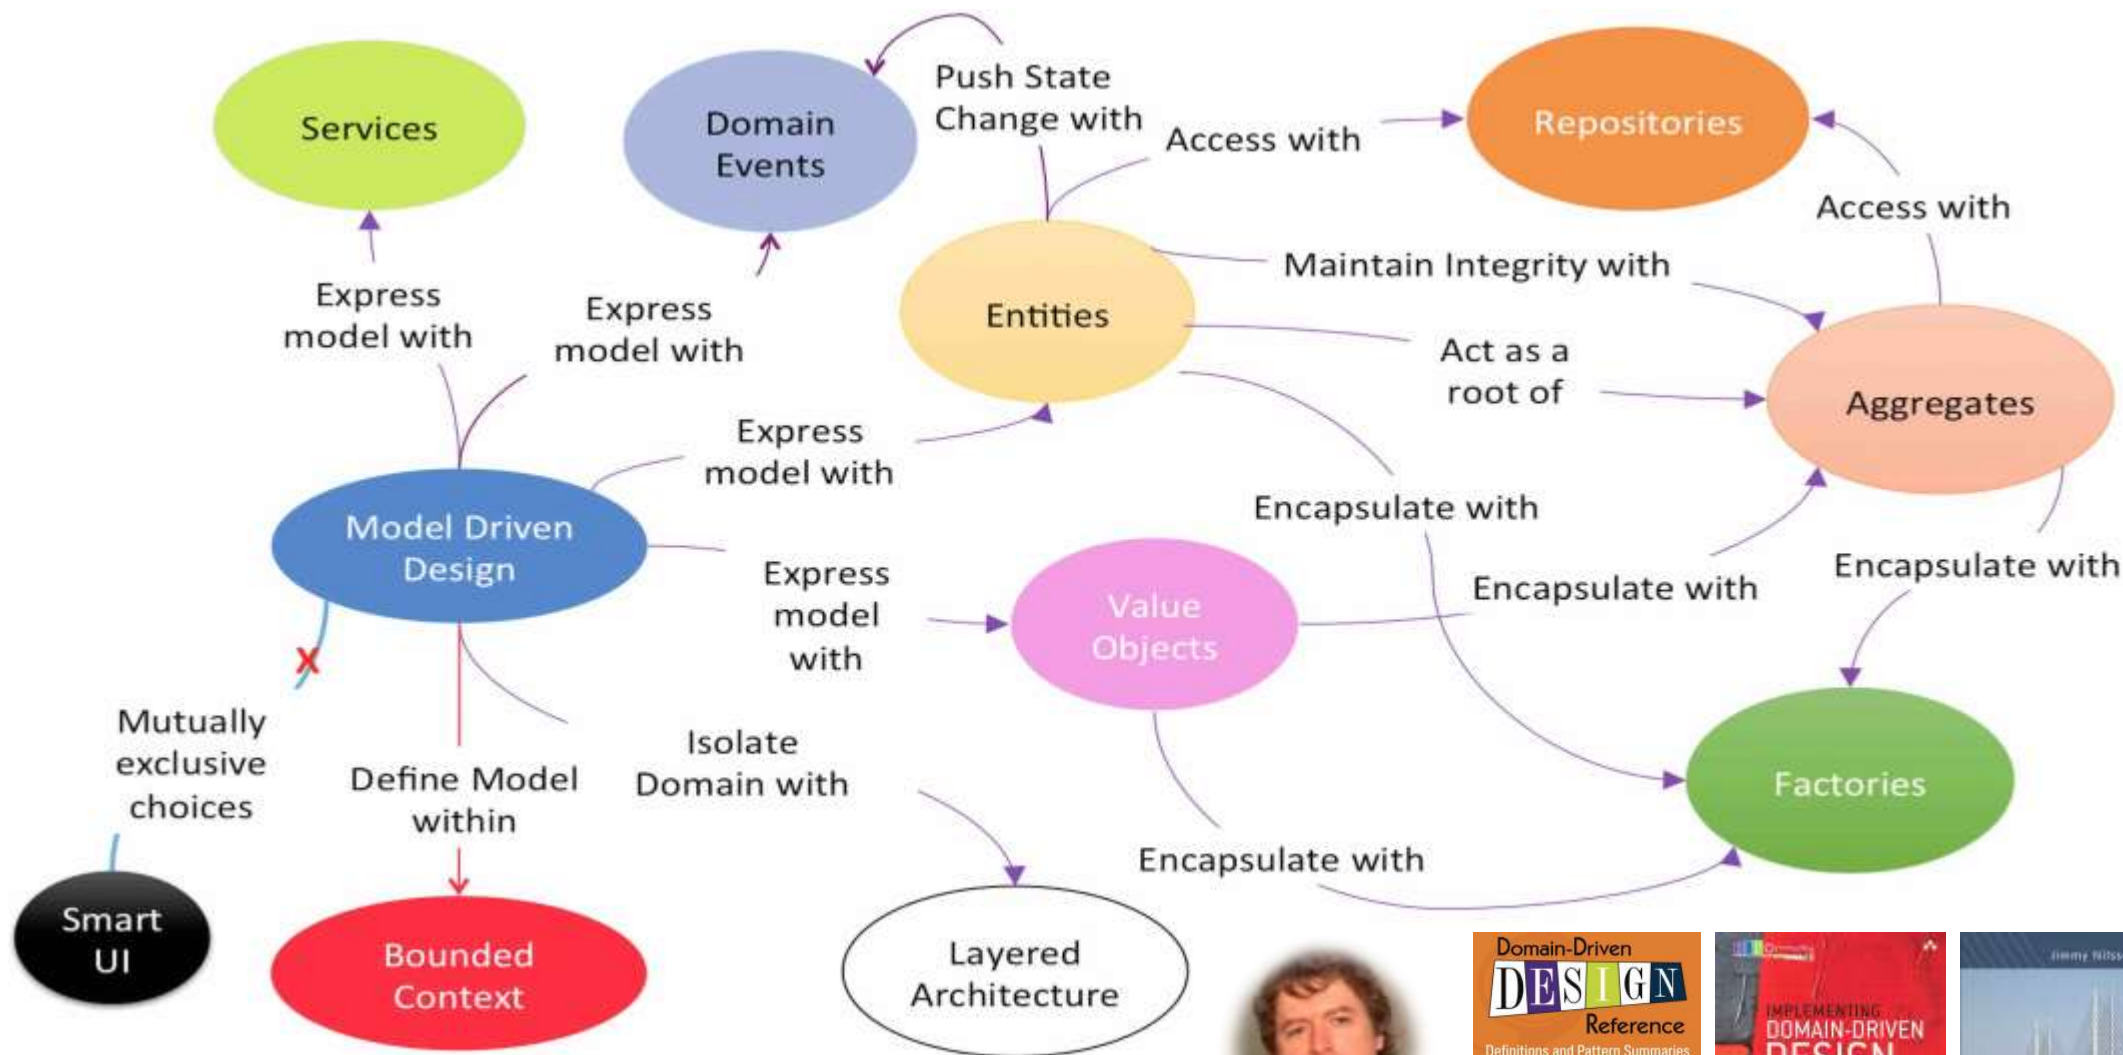 Services
Domain
Events
Push State
Change with
Access with
Repositories
Access with
Express
model with
Express
model with
Entities
Maintain Integrity with
Act as a
root of
Aggregates
Express
model with
Model Driven
Design
Encapsulate with
Encapsulate with
Encapsulate with
Express
model
with
Value
Objects
X
Mutually
exclusive
choices
Define Model
within
Isolate
Domain with
Factories
Encapsulate with
Smart
UI
Bounded
Context
Layered
Architecture
Domain-Driven
DESIGN
Reference
Definitions and Pattern Summaries
IMPLEMENTING
DOMAIN-DRIVEN
DESIGN
Jimmy